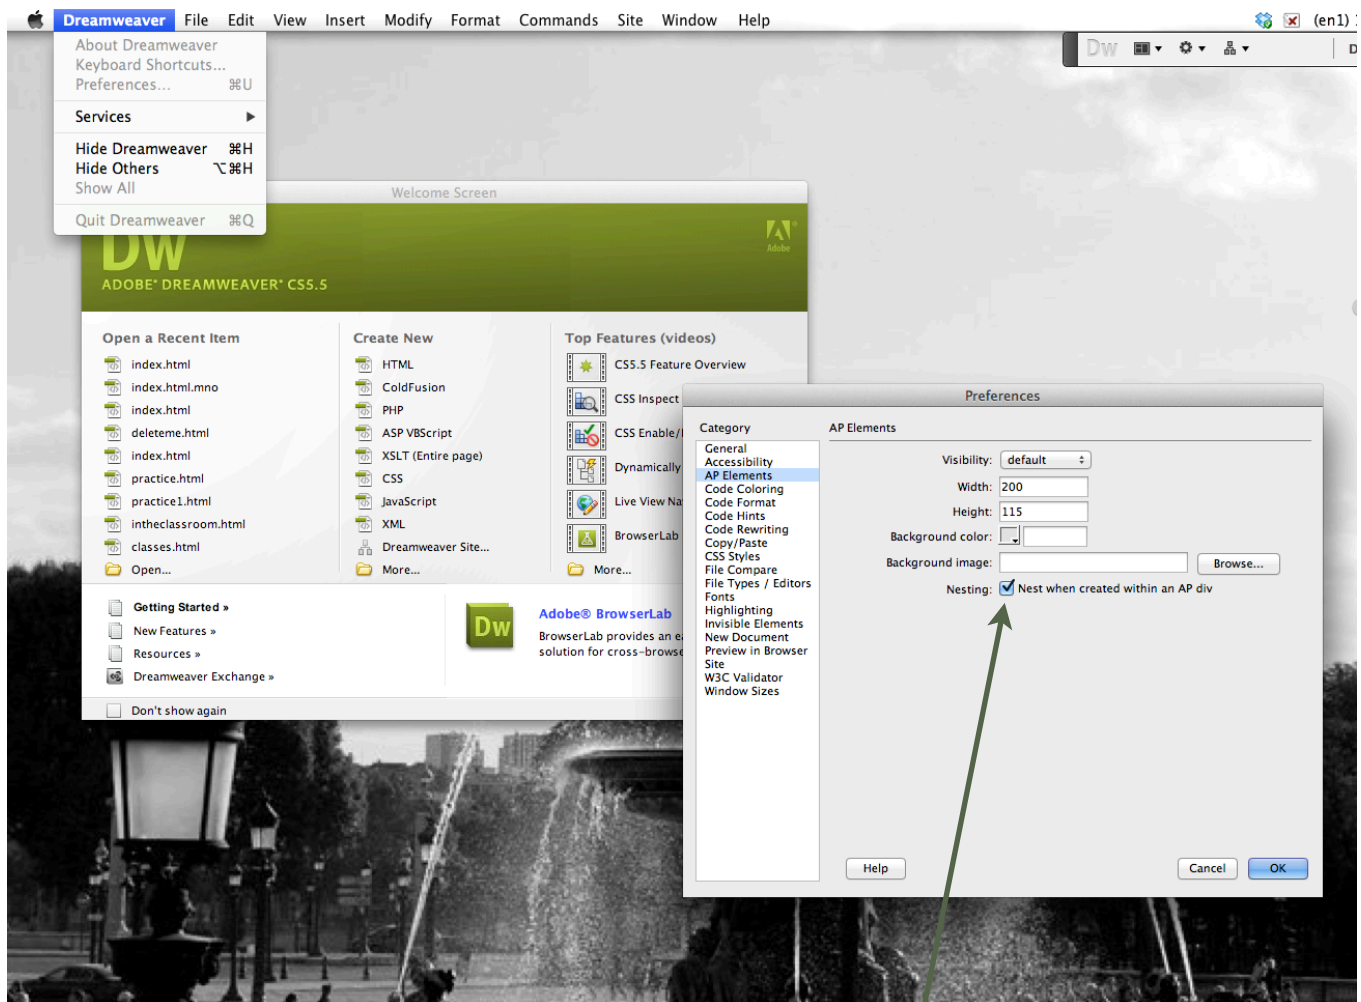 Dreamweaver File Edit View Insert Modify Format Commands Site Window Help (en1)
About Dreamweaver
Keyboard Shortcuts...
Preferences... ⌘U
Services
Hide Dreamweaver ⌘H
Hide Others ⌥⌘H
Show All
Quit Dreamweaver ⌘Q
DW
Welcome Screen
Dw
Adobe
ADOBE® DREAMWEAVER® CS5.5
Open a Recent Item
index.html
index.html.mno
index.html
deleteme.html
index.html
practice.html
practice1.html
intheclassroom.html
classes.html
Open...
Create New
HTML
ColdFusion
PHP
ASP VBScript
XSLT (Entire page)
CSS
JavaScript
XML
Dreamweaver Site...
More...
Top Features (videos)
CS5.5 Feature Overview
CSS Inspect
CSS Enable/
Dynamically
Live View Na
BrowserLab
More...
Getting Started »
New Features »
Resources »
Dreamweaver Exchange »
Dw
Adobe® BrowserLab
BrowserLab provides an ea
solution for cross-browse
Don't show again
Preferences
Category
General
Accessibility
AP Elements
Code Coloring
Code Format
Code Hints
Code Rewriting
Copy/Paste
CSS Styles
File Compare
File Types / Editors
Fonts
Highlighting
Invisible Elements
New Document
Preview in Browser
Site
W3C Validator
Window Sizes
AP Elements
Visibility: default
Width: 200
Height: 115
Background color:
Background image: Browse...
Nesting: Nest when created within an AP div
Help Cancel OK